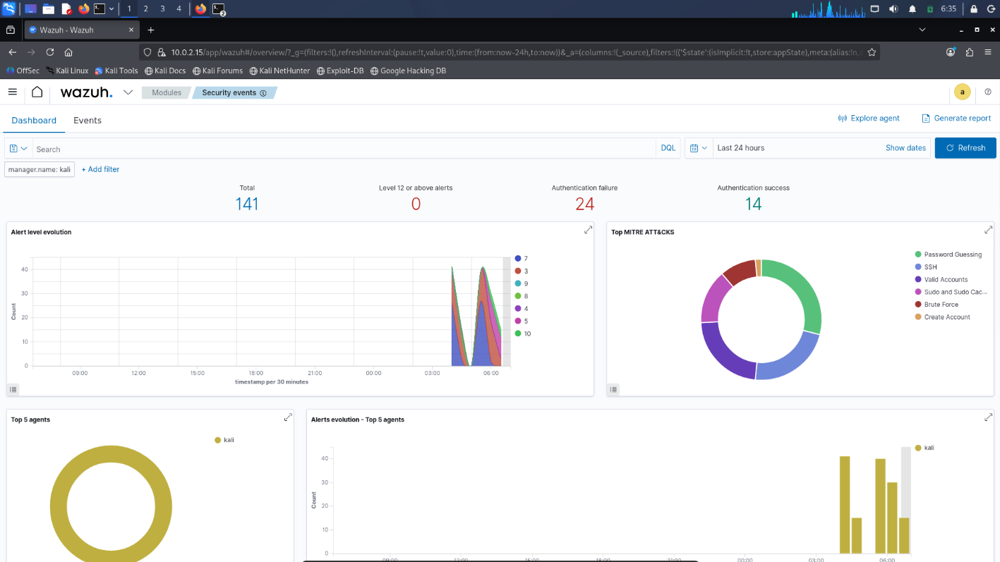 1 2 3 4 2 6:35
Wazuh - Wazuh
10.0.2.15/app/wazuh#/overview/?_g=(filters:!(),refreshInterval:(pause:!t,value:0),time:(from:now-24h,to:now))&_a=(columns:!(_source),filters:!(('$state':(isImplicit:!t,store:appState),meta:(alias:!n,
OffSec Kali Linux Kali Tools Kali Docs Kali Forums Kali NetHunter Exploit-DB Google Hacking DB
wazuh. Modules Security events a
Dashboard Events Explore agent Generate report
Search DQL Last 24 hours Show dates Refresh
manager.name: kali + Add filter
Total Level 12 or above alerts Authentication failure Authentication success
141 0 24 14
Alert level evolution
40
30
20
10
0
Count
09:00 12:00 15:00 18:00 21:00 00:00 03:00 06:00
timestamp per 30 minutes
7
3
9
8
4
5
10
Top MITRE ATT&CKS
Password Guessing
SSH
Valid Accounts
Sudo and Sudo Cac...
Brute Force
Create Account
Top 5 agents
kali
Alerts evolution - Top 5 agents
40
30
20
10
0
Count
09:00 12:00 15:00 18:00 21:00 00:00 03:00 06:00
kali